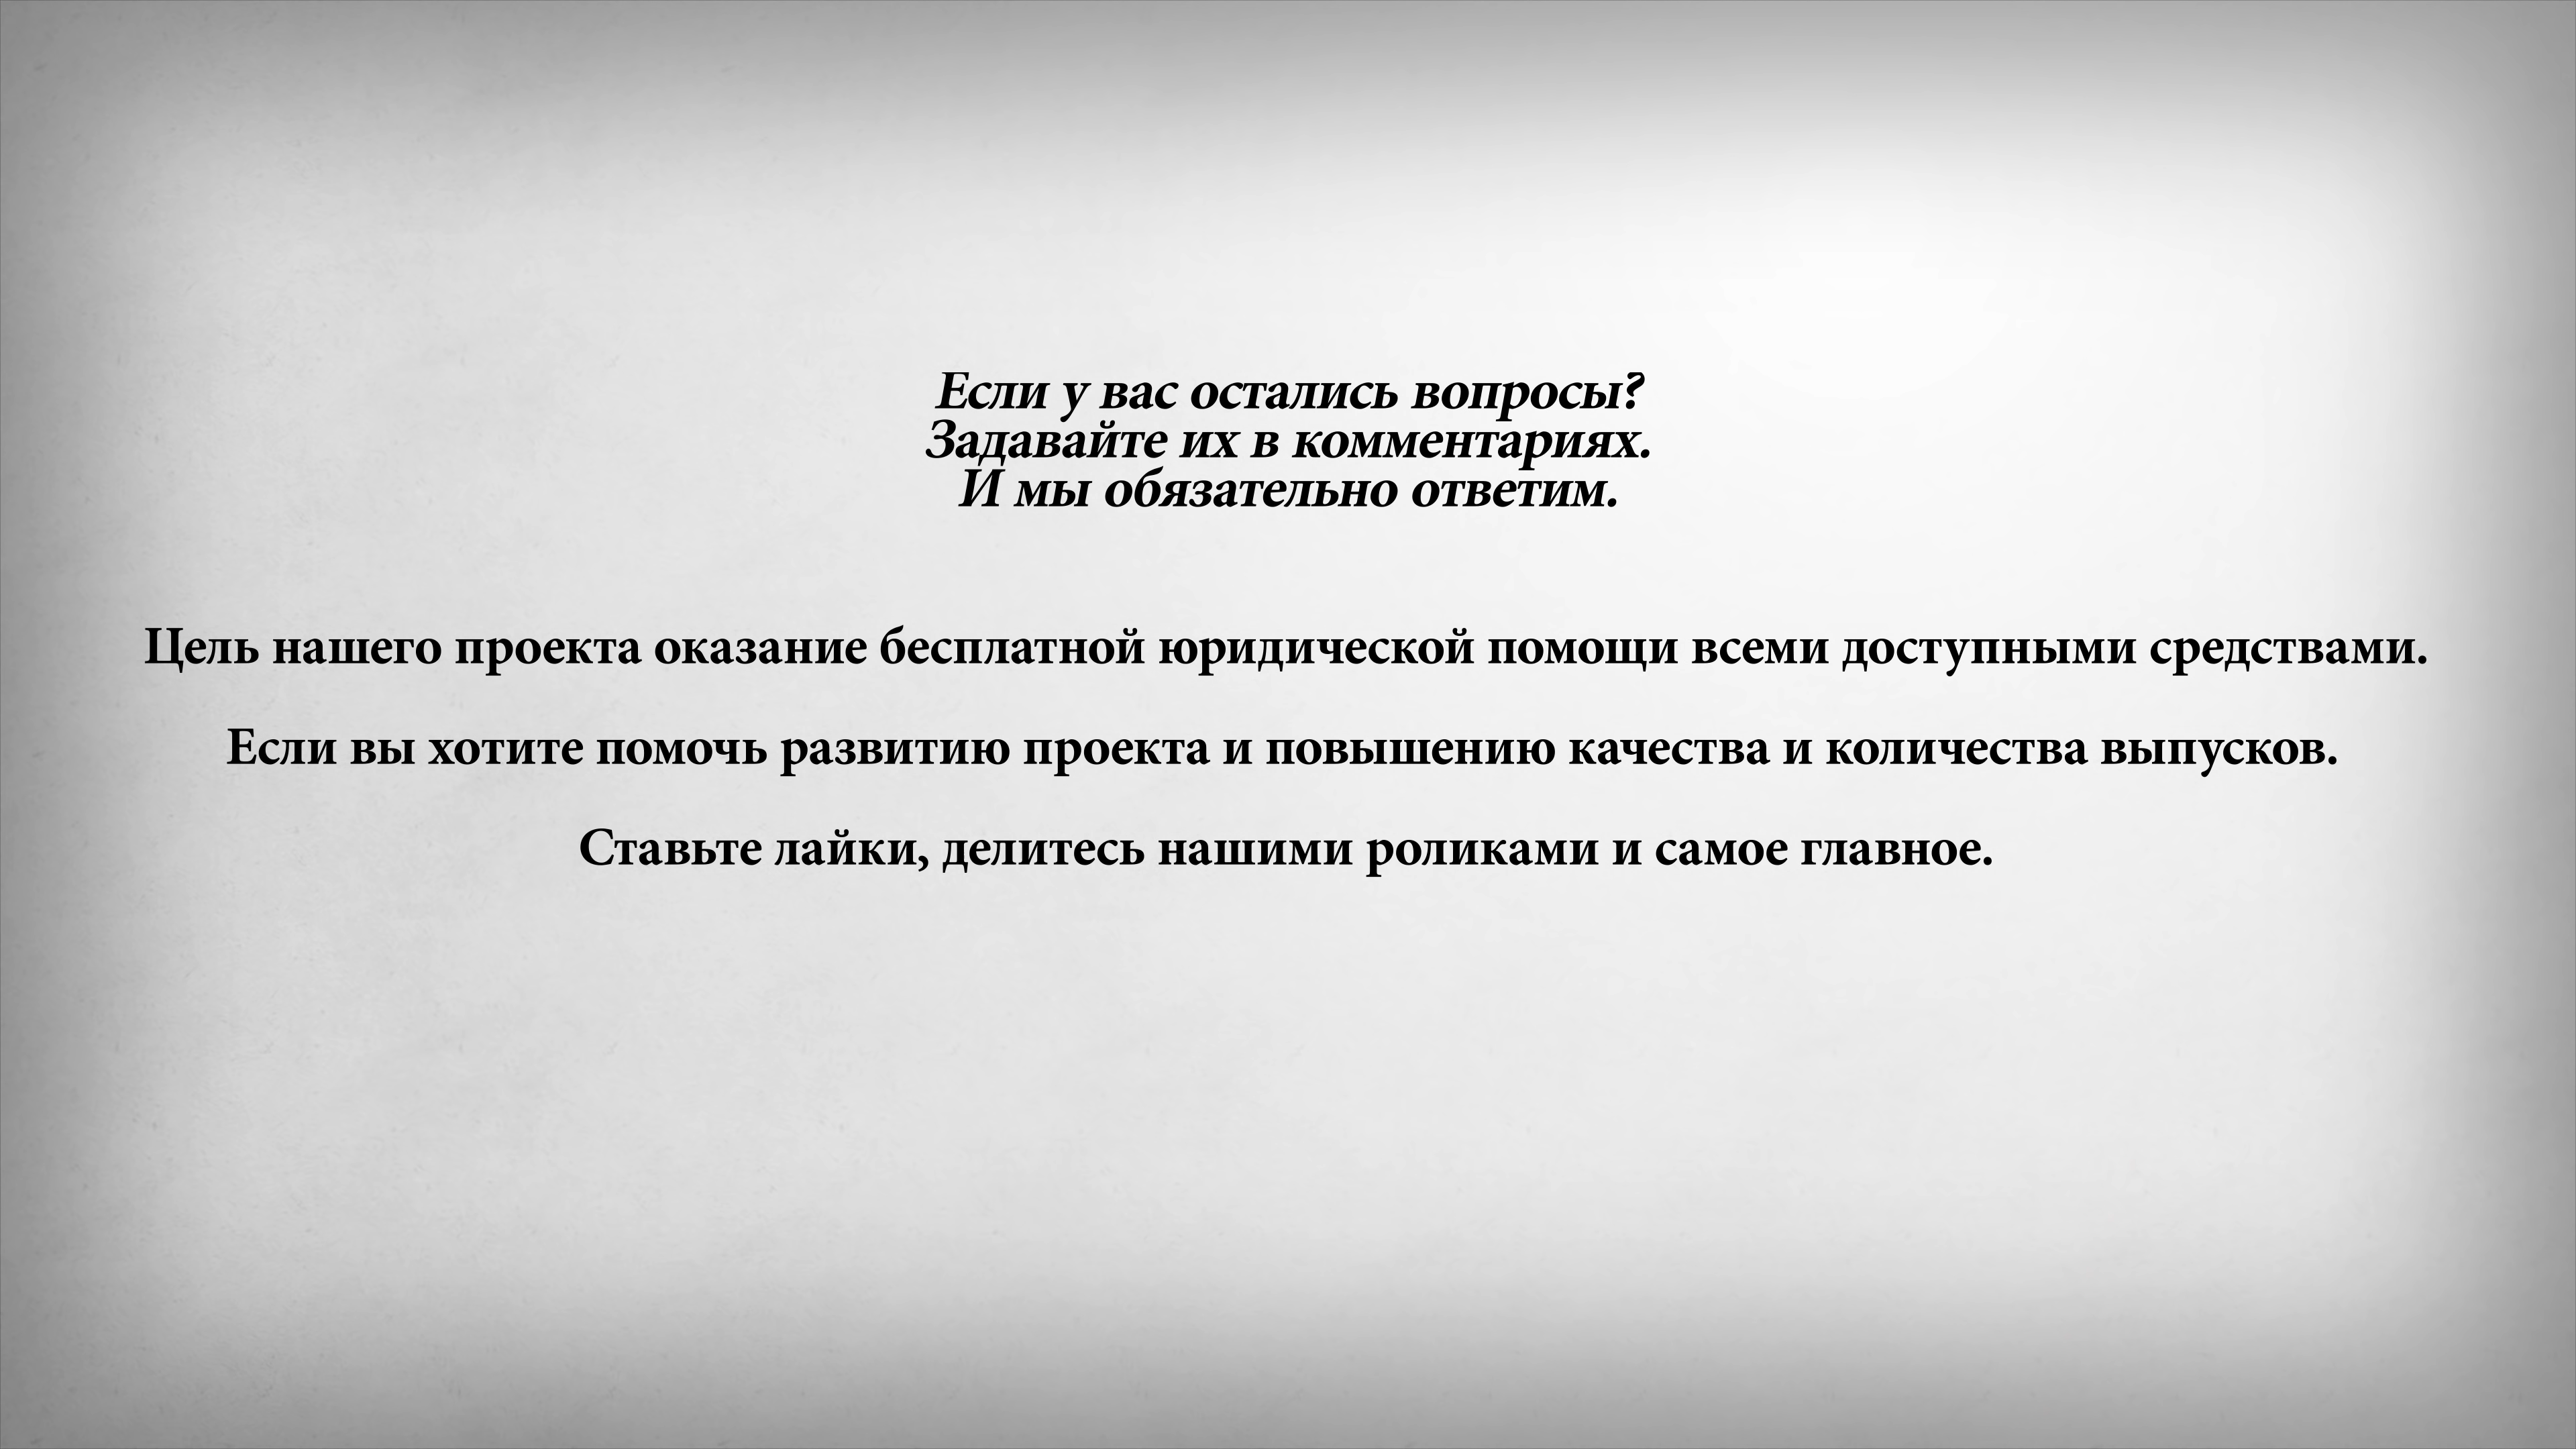 Если у вас остались вопросы?
Задавайте их в комментариях.
И мы обязательно ответим.
Цель нашего проекта оказание бесплатной юридической помощи всеми доступными средствами.
Если вы хотите помочь развитию проекта и повышению качества и количества выпусков.
Ставьте лайки, делитесь нашими роликами и самое главное.